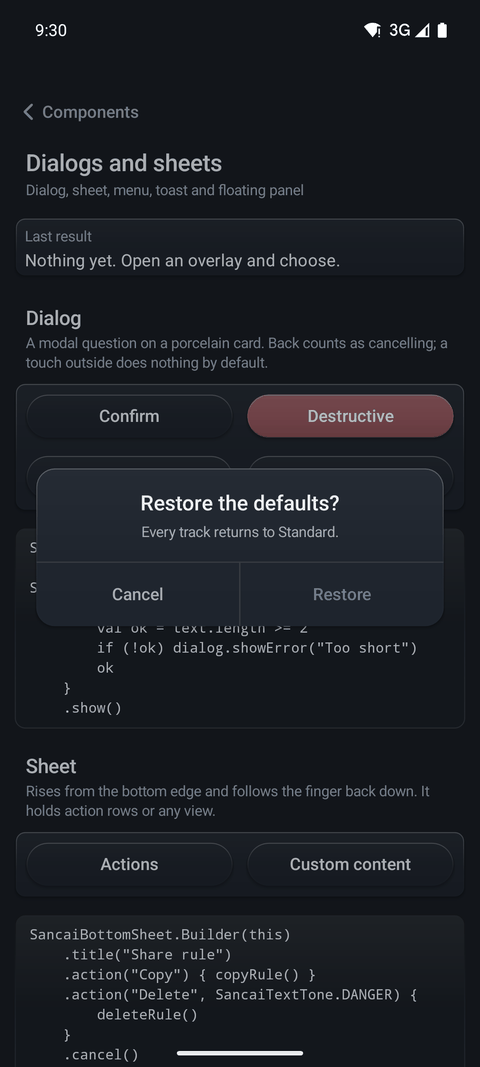 9:30
3G
Components
Dialogs and sheets
Dialog, sheet, menu, toast and floating panel
Last result
Nothing yet. Open an overlay and choose.
Dialog
A modal question on a porcelain card. Back counts as cancelling; a
touch outside does nothing by default.
Confirm
Destructive
S
Restore the defaults?
Every track returns to Standard.
S
Cancel
Restore
val ok = text.length >= 2
if (!ok) dialog.showError("Too short")
ok
}
.show()
Sheet
Rises from the bottom edge and follows the finger back down. It
holds action rows or any view.
Actions
Custom content
SancaiBottomSheet.Builder(this)
.title("Share rule")
.action("Copy") { copyRule() }
.action("Delete", SancaiTextTone.DANGER) {
deleteRule()
}
.cancel()